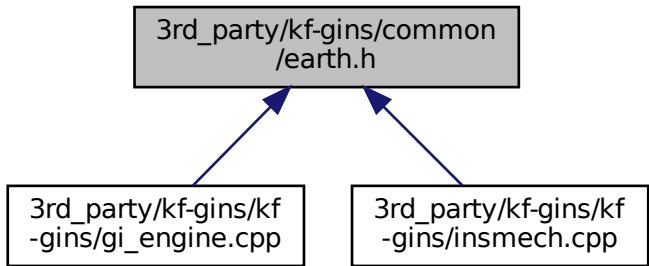 3rd_party/kf-gins/common
/earth.h
3rd_party/kf-gins/kf
-gins/gi_engine.cpp
3rd_party/kf-gins/kf
-gins/insmech.cpp